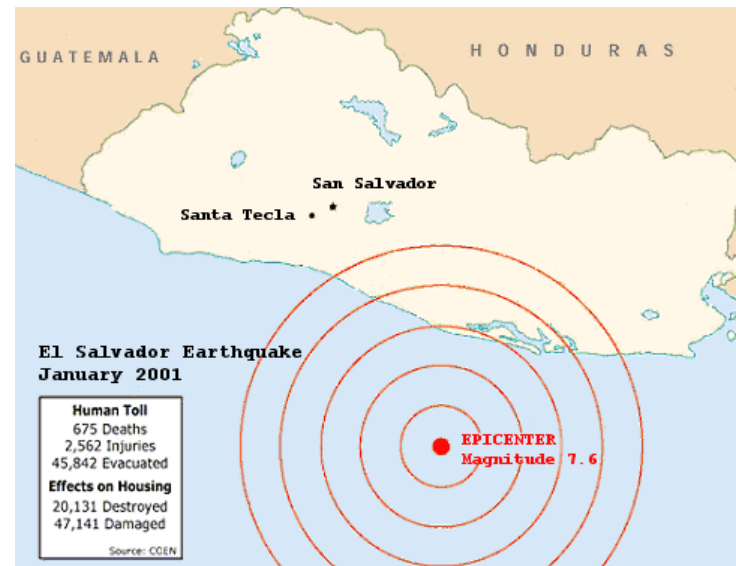 GUATEMALA
HONDURAS
San Salvador
Santa Tecla
El Salvador Earthquake
January 2001
Human Toll
675 Deaths
2,562 Injuries
45,842 Evacuated
Effects on Housing
20,131 Destroyed
47,141 Damaged
Source: COEN
EPICENTER
Magnitude 7.6